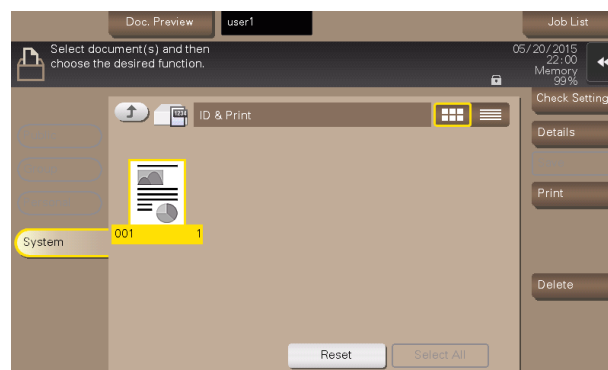 Doc. Preview
user1
Job List
Select document(s) and then
choose the desired function.
05/20/2015
22:00
Memory
99%
Check Setting
1234
ID & Print
Details
Print
001 1
System
Delete
Reset
Select All